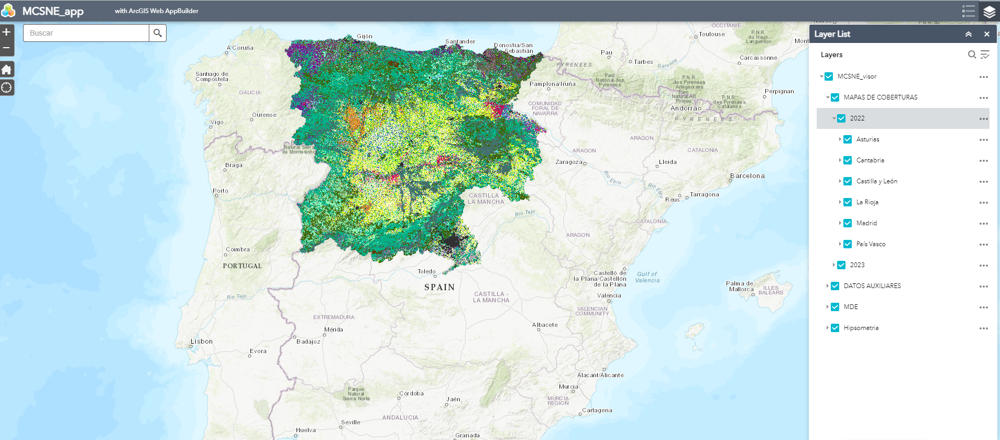 MCSNE_app
with ArcGIS Web AppBuilder
Buscar
Layer List
Layers
MCSNE_visor
MAPAS DE COBERTURAS
2022
Asturias
Cantabria
Castilla y León
La Rioja
Madrid
País Vasco
2023
DATOS AUXILIARES
MDE
Hipsometria
OCCITANIE
Toulouse
P.N.R.
du Haut-
Languedoc
Gijón
Santander
A Coruña
Donostia/San
Sebastián
Pau
Tarbes
Garonne
Carcassonne
PYRENEES
Santiago de
Compostela
Parc
National des
Pyrénées
P.N.R
des Pyrénées
Ariégeoises
Parc
Natural Alt
Pirineu
Pamplona/Iruña
GALICIA
P.N.R.
des Pyrénées
Catalanes
Perpignan
COMUNIDAD
FORAL DE
NAVARRA
Andorra
PYRENEES
Ourense
Vigo
ARAGON
Natural Serra
de Montesinho
ARAGON
CATALONIA
Braga
Zaragoza
Lleida
Río Ebro
Barcelona
Río Ebro
Porto
CASTILLA -
LA MANCHA
Reus
Tarragona
Río Tejo
CATALONIA
ARAGON
Coimbra
PORTUGAL
Toledo
SPAIN
Castelló de
la Plana/Castellón
de la Plana
Gulf of
Valencia
Palma de
Mallorca
ILLES
BALEARS
Río Tejo
CASTILLA -
LA MANCHA
Valencia
EXTREMADURA
VALENCIAN
COMMUNITY
Mérida
Albacete
Lisbon
Badajoz
Evora
Alacant/Alicante
Parque
Natural
Sierra Norte
Córdoba
Murcia
Jaén
MURCIA
REGION
Cartagena
ANDALUCIA
Seville
Huelva
Granada